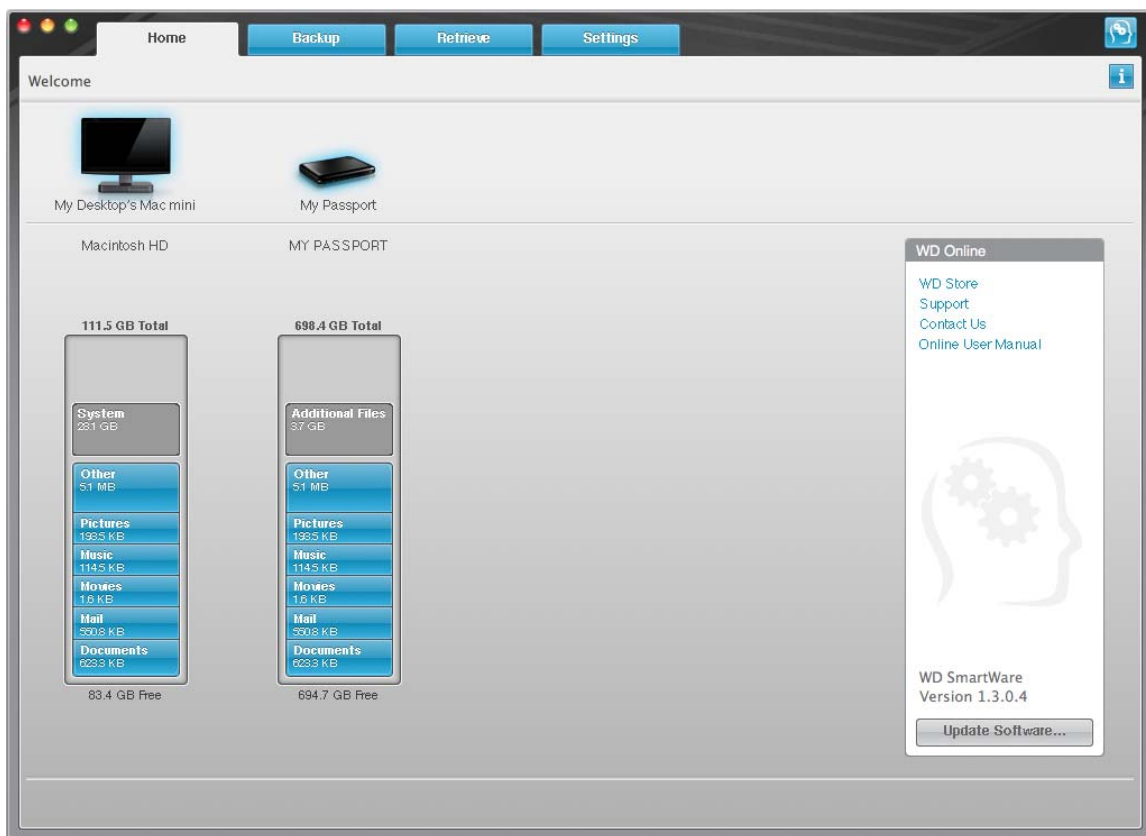 Home Backup Retrieve Settings
Welcome
i
My Desktop's Mac mini My Passport
Macintosh HD MY PASSPORT
111.5 GB Total 698.4 GB Total
System
28.1 GB
Other
5.1 MB
Pictures
193.5 KB
Music
114.5 KB
Movies
1.6 KB
Mail
550.8 KB
Documents
623.3 KB
83.4 GB Free
Additional Files
3.7 GB
Other
5.1 MB
Pictures
193.5 KB
Music
114.5 KB
Movies
1.6 KB
Mail
550.8 KB
Documents
623.3 KB
694.7 GB Free
WD Online
WD Store
Support
Contact Us
Online User Manual
WD SmartWare
Version 1.3.0.4
Update Software...